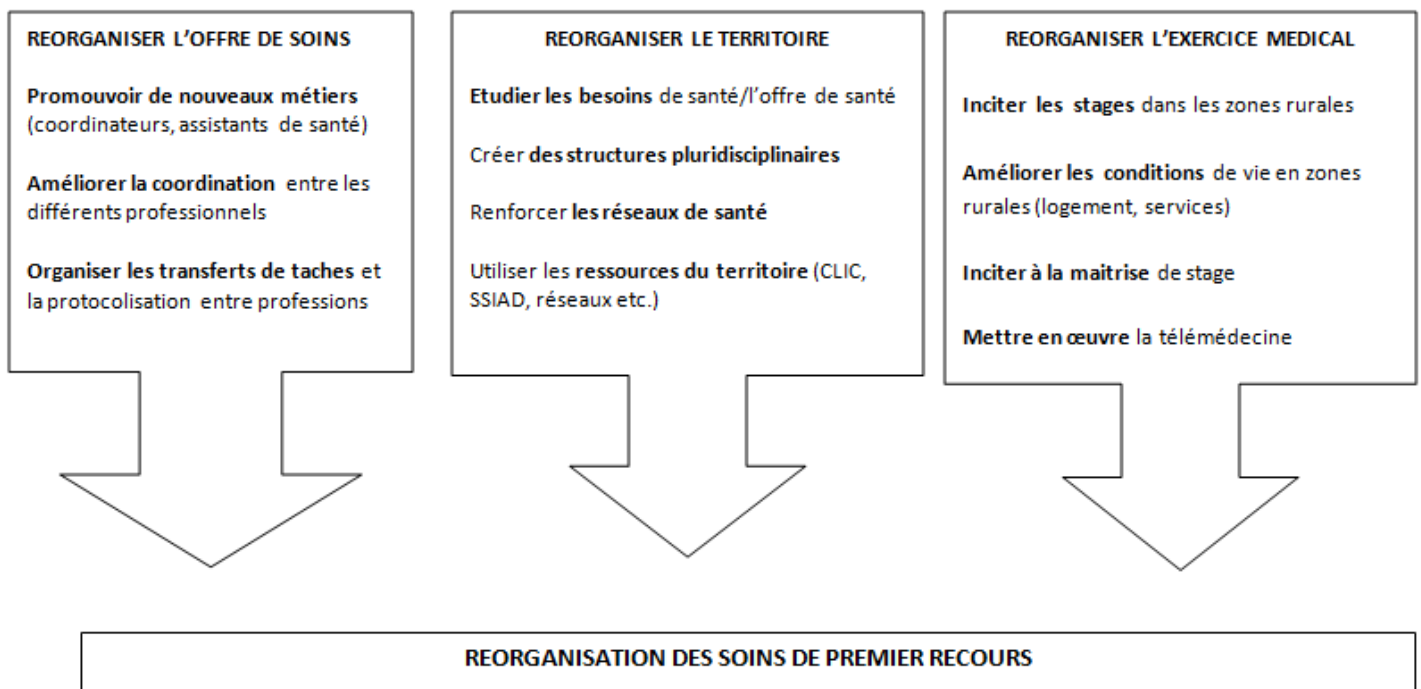 REORGANISER L'OFFRE DE SOINS
Promouvoir de nouveaux métiers
(coordinateurs, assistants de santé)
Améliorer la coordination entre les
différents professionnels
Organiser les transferts de taches et
la protocolisation entre professions
REORGANISER LE TERRITOIRE
Etudier les besoins de santé/l'offre de santé
Créer des structures pluridisciplinaires
Renforcer les réseaux de santé
Utiliser les ressources du territoire (CLIC,
SSIAD, réseaux etc.)
REORGANISER L'EXERCICE MEDICAL
Inciter les stages dans les zones rurales
Améliorer les conditions de vie en zones
rurales (logement, services)
Inciter à la maitrise de stage
Mettre en œuvre la télémédecine
REORGANISATION DES SOINS DE PREMIER RECOURS